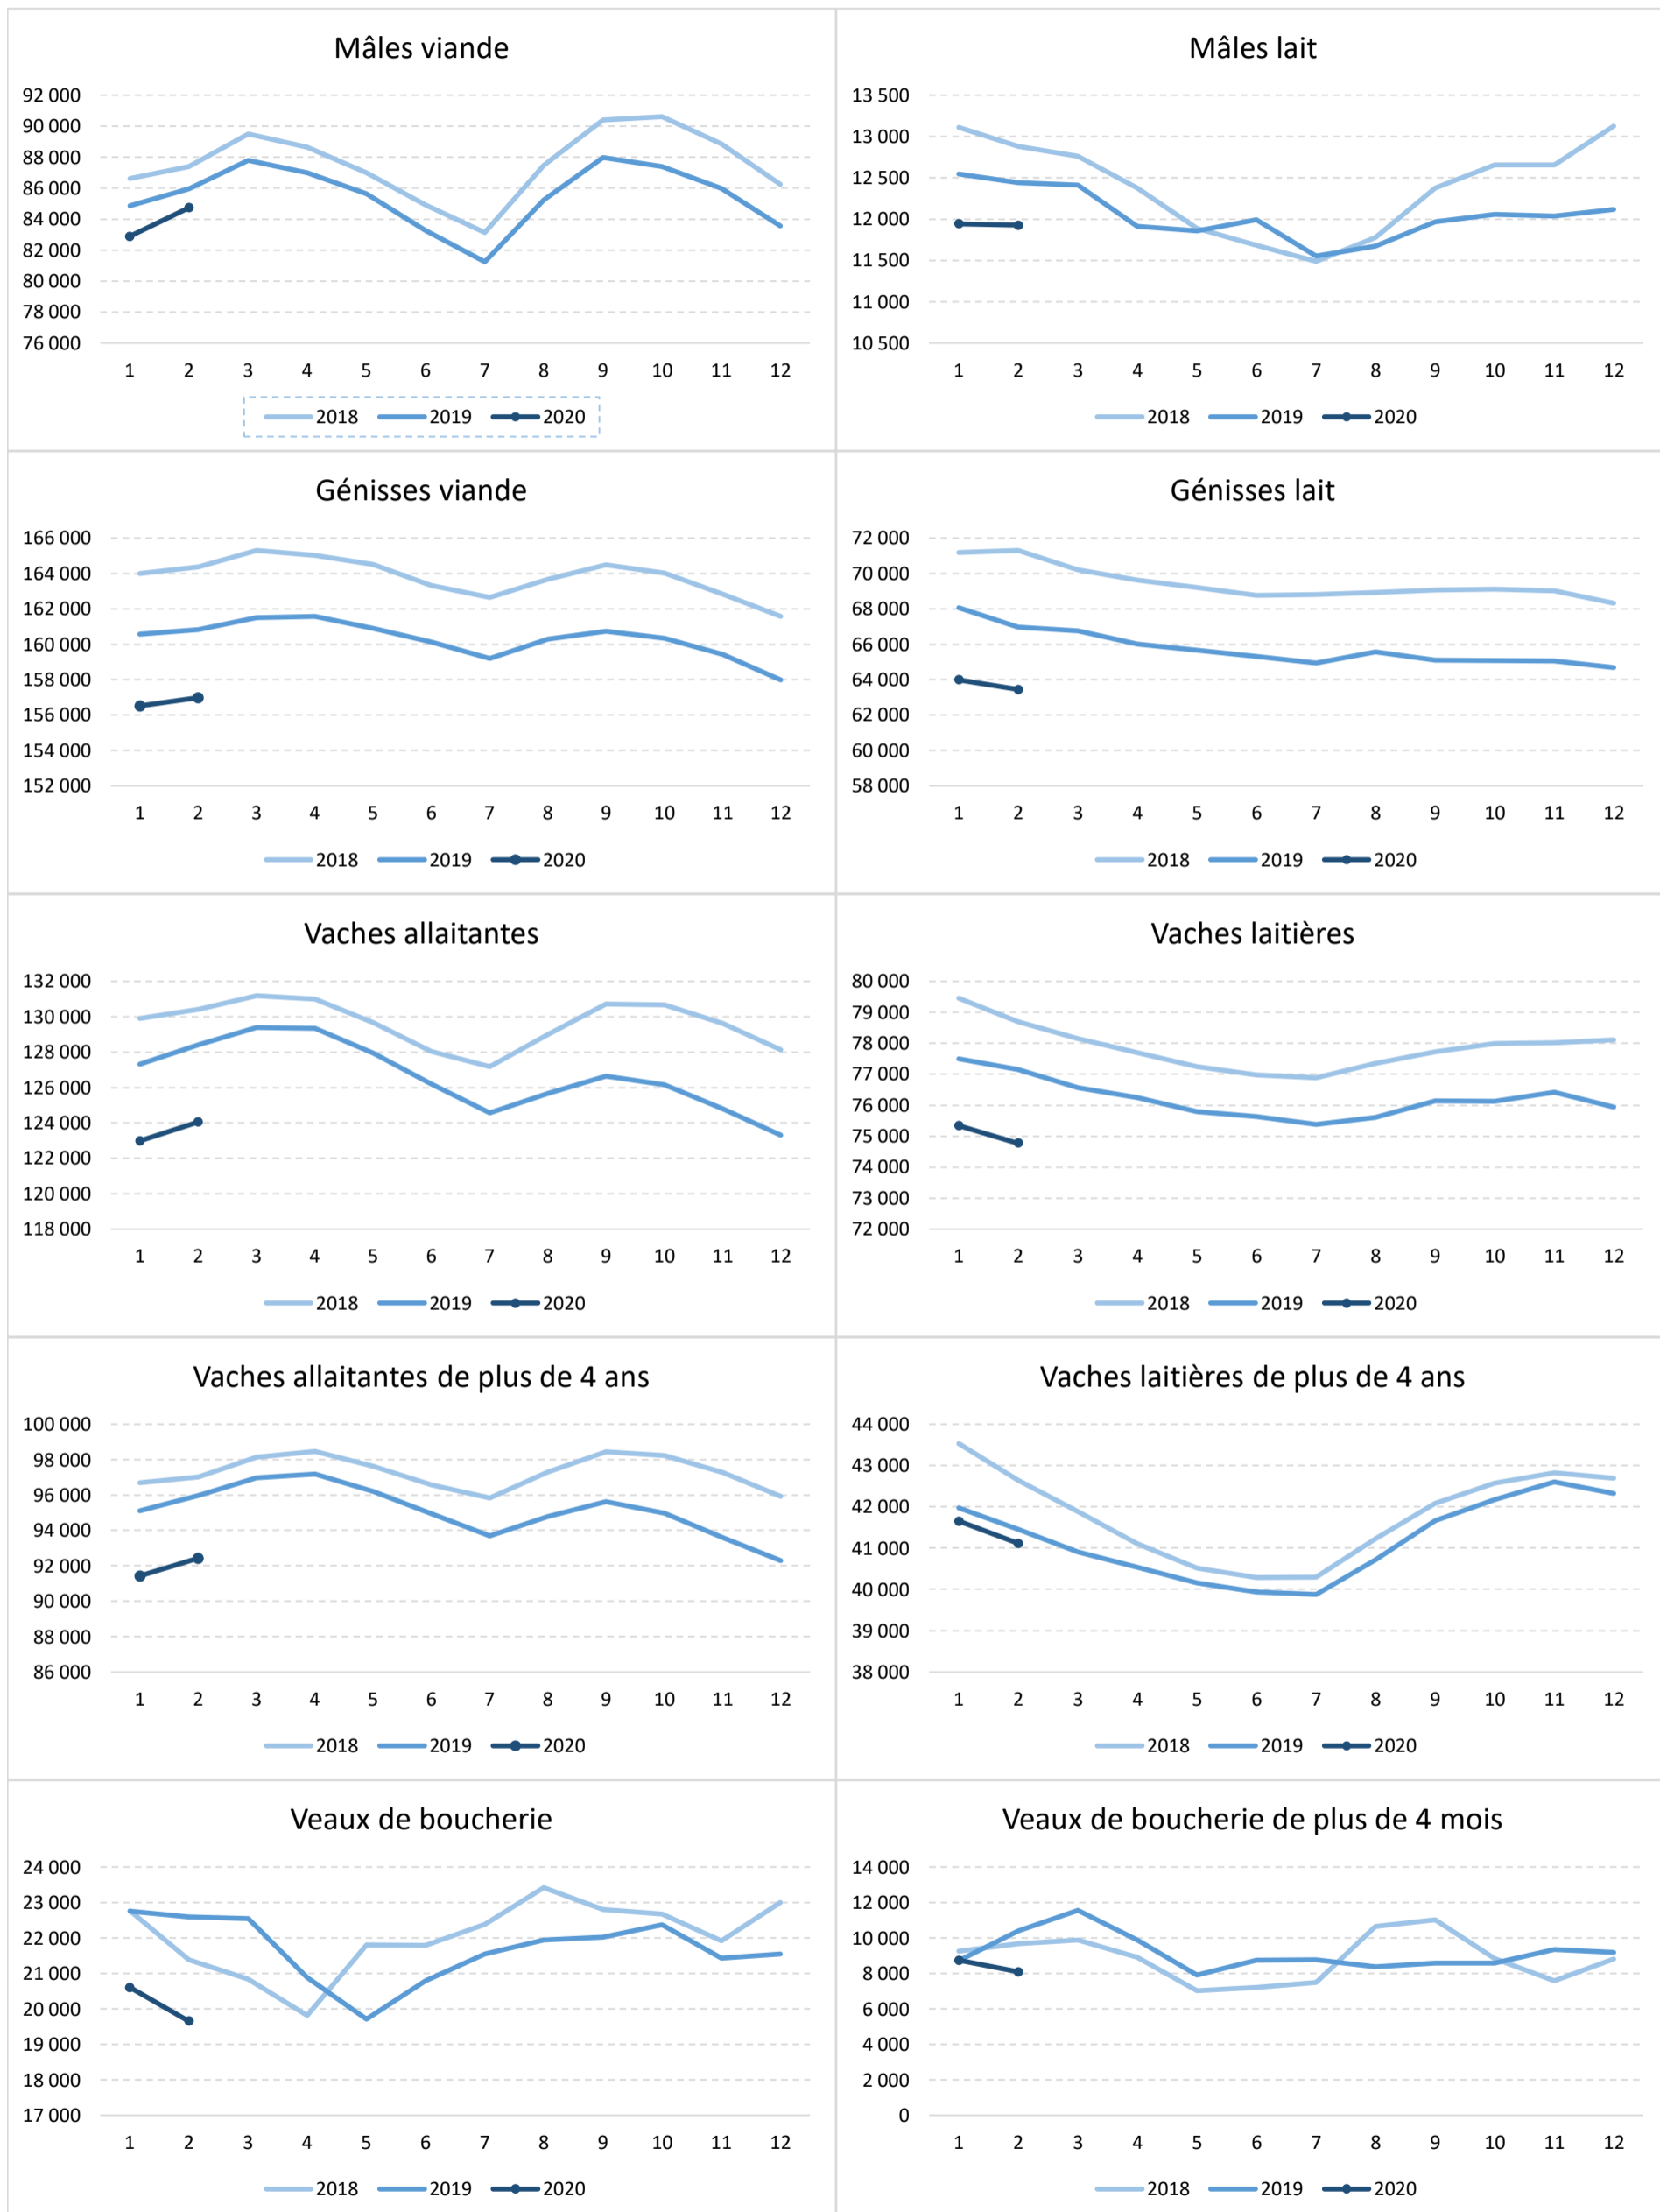 Mâles viande
92 000
90 000
88 000
86 000
84 000
82 000
80 000
78 000
76 000
1 2 3 4 5 6 7 8 9 10 11 12
2018 2019 2020
Mâles lait
13 500
13 000
12 500
12 000
11 500
11 000
10 500
1 2 3 4 5 6 7 8 9 10 11 12
2018 2019 2020
Génisses viande
166 000
164 000
162 000
160 000
158 000
156 000
154 000
152 000
1 2 3 4 5 6 7 8 9 10 11 12
2018 2019 2020
Génisses lait
72 000
70 000
68 000
66 000
64 000
62 000
60 000
58 000
1 2 3 4 5 6 7 8 9 10 11 12
2018 2019 2020
Vaches allaitantes
132 000
130 000
128 000
126 000
124 000
122 000
120 000
118 000
1 2 3 4 5 6 7 8 9 10 11 12
2018 2019 2020
Vaches laitières
80 000
79 000
78 000
77 000
76 000
75 000
74 000
73 000
72 000
1 2 3 4 5 6 7 8 9 10 11 12
2018 2019 2020
Vaches allaitantes de plus de 4 ans
100 000
98 000
96 000
94 000
92 000
90 000
88 000
86 000
1 2 3 4 5 6 7 8 9 10 11 12
2018 2019 2020
Vaches laitières de plus de 4 ans
44 000
43 000
42 000
41 000
40 000
39 000
38 000
1 2 3 4 5 6 7 8 9 10 11 12
2018 2019 2020
Veaux de boucherie
24 000
23 000
22 000
21 000
20 000
19 000
18 000
17 000
1 2 3 4 5 6 7 8 9 10 11 12
2018 2019 2020
Veaux de boucherie de plus de 4 mois
14 000
12 000
10 000
8 000
6 000
4 000
2 000
0
1 2 3 4 5 6 7 8 9 10 11 12
2018 2019 2020